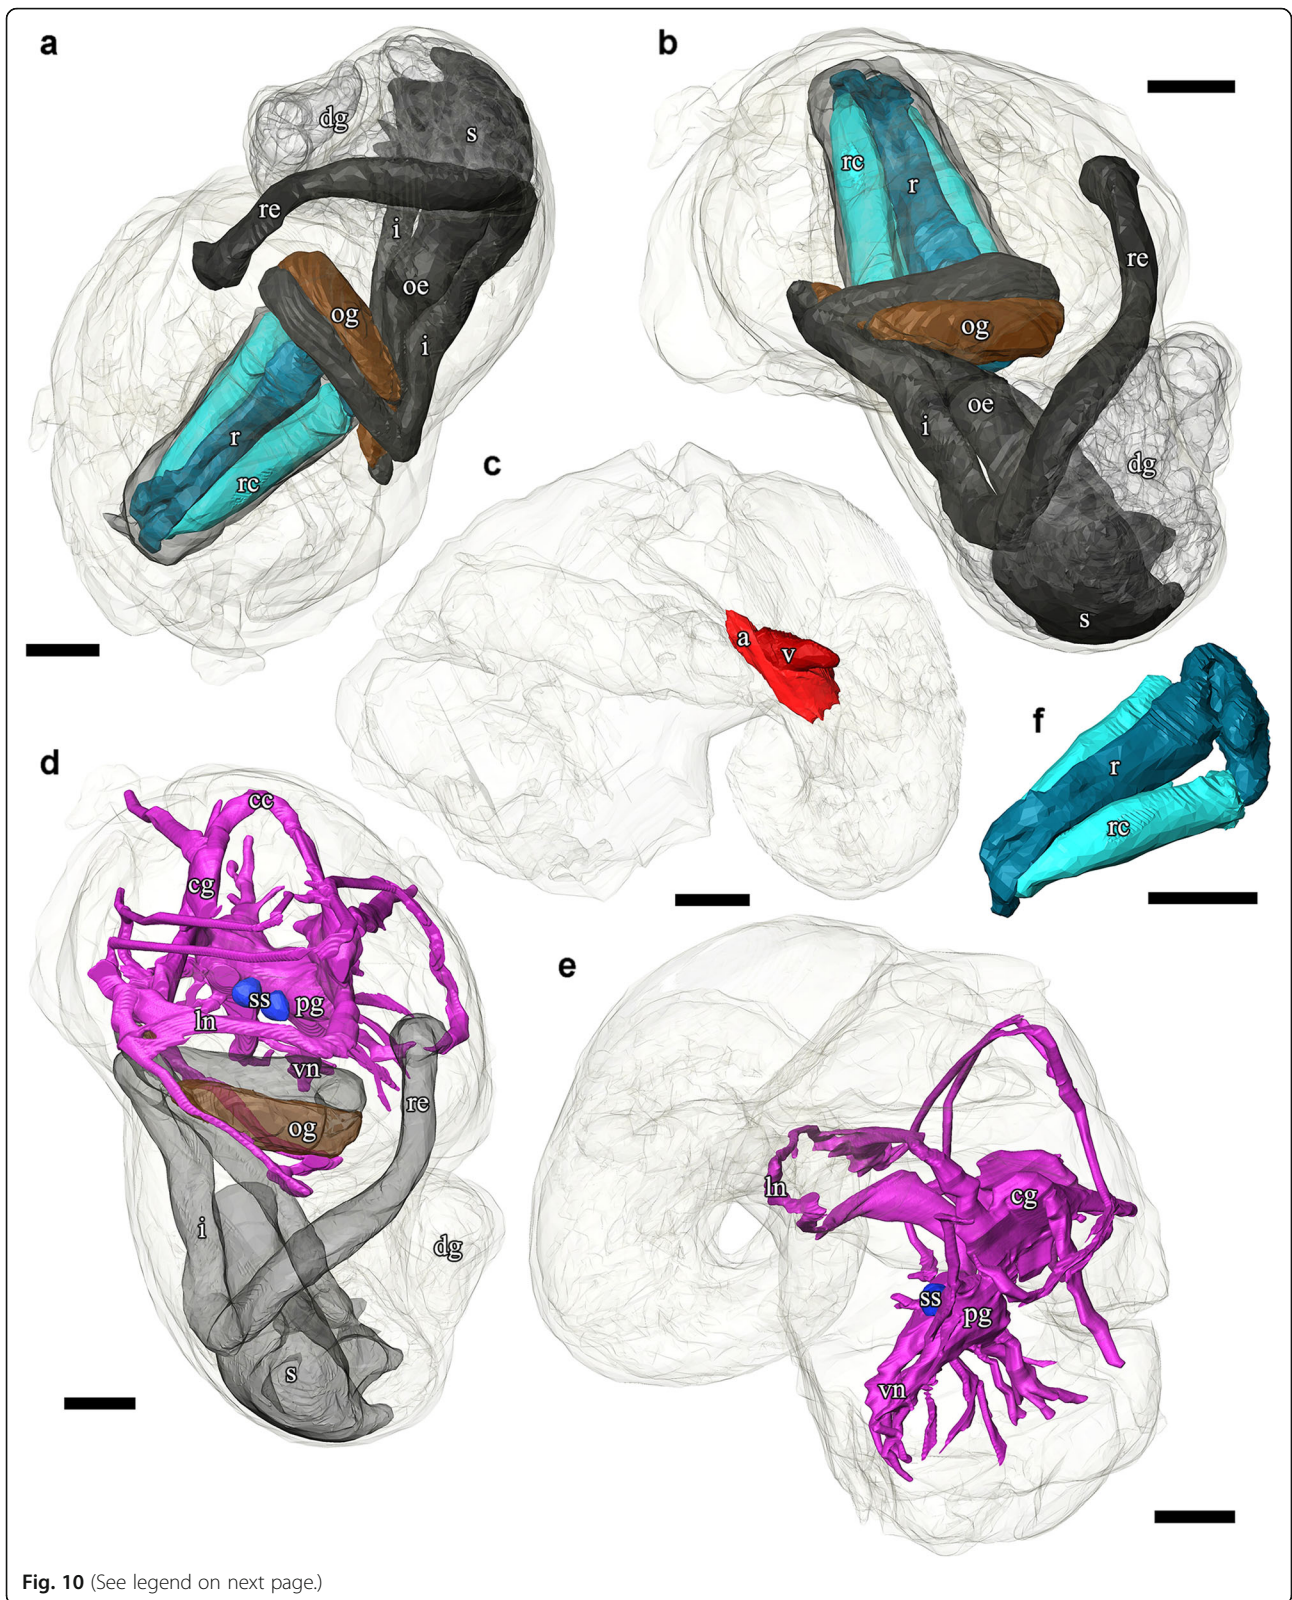 a
dg
s
re
i
oe
og
i
r
rc
b
rc
r
re
og
oe
i
dg
s
c
a
v
f
r
rc
d
cc
cg
ss
pg
ln
vn
re
og
i
dg
s
e
ln
cg
ss
pg
vn
Fig. 10 (See legend on next page.)